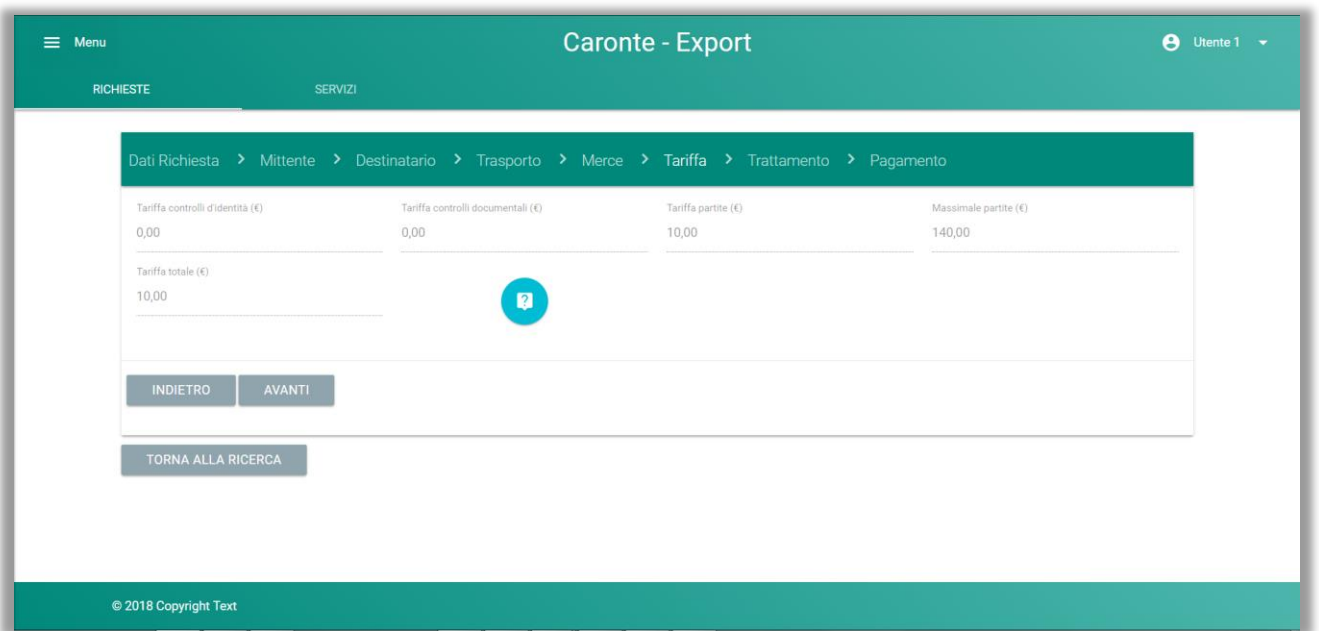 Menu Caronte - Export Utente 1
RICHIESTE SERVIZI
Dati Richiesta > Mittente > Destinatario > Trasporto > Merce > Tariffa > Trattamento > Pagamento
Tariffa controlli d'identità (€) Tariffa controlli documentali (€) Tariffa partite (€) Massimale partite (€)
0,00 0,00 10,00 140,00
Tariffa totale (€)
10,00
?
INDIETRO AVANTI
TORNA ALLA RICERCA
© 2018 Copyright Text